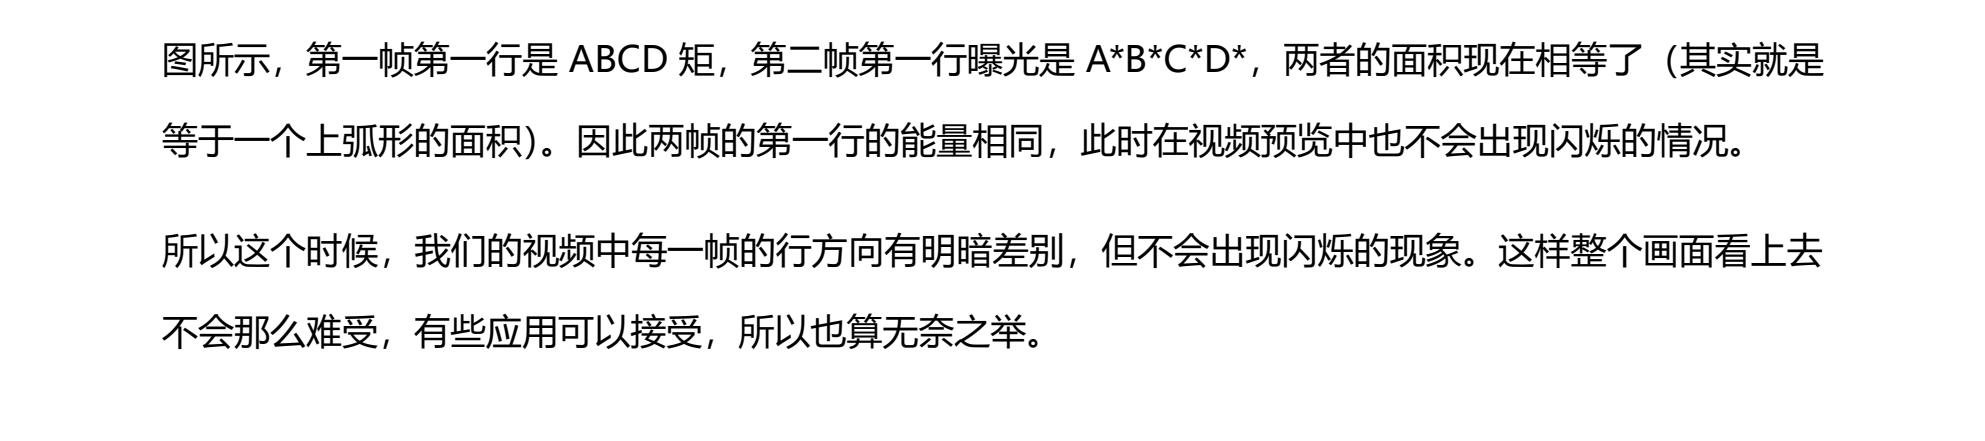 图所示，第一帧第一行是 ABCD 矩，第二帧第一行曝光是 A*B*C*D*，两者的面积现在相等了（其实就是
等于一个上弧形的面积）。因此两帧的第一行的能量相同，此时在视频预览中也不会出现闪烁的情况。
所以这个时候，我们的视频中每一帧的行方向有明暗差别，但不会出现闪烁的现象。这样整个画面看上去
不会那么难受，有些应用可以接受，所以也算无奈之举。